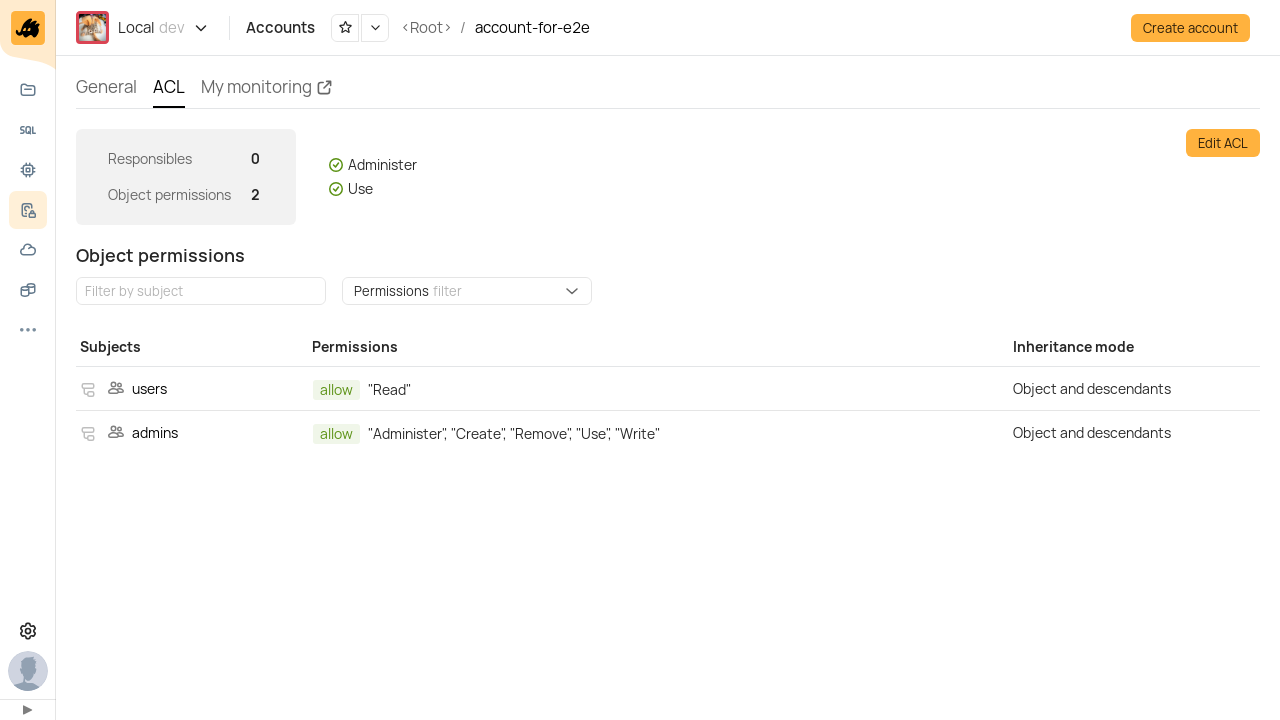 Local dev
Accounts
<Root> / account-for-e2e
Create account
SQL
General ACL My monitoring
Responsibles 0
Object permissions 2
Administer
Use
Edit ACL
Object permissions
Filter by subject
Permissions filter
Subjects Permissions Inheritance mode
users allow "Read" Object and descendants
admins allow "Administer", "Create", "Remove", "Use", "Write" Object and descendants